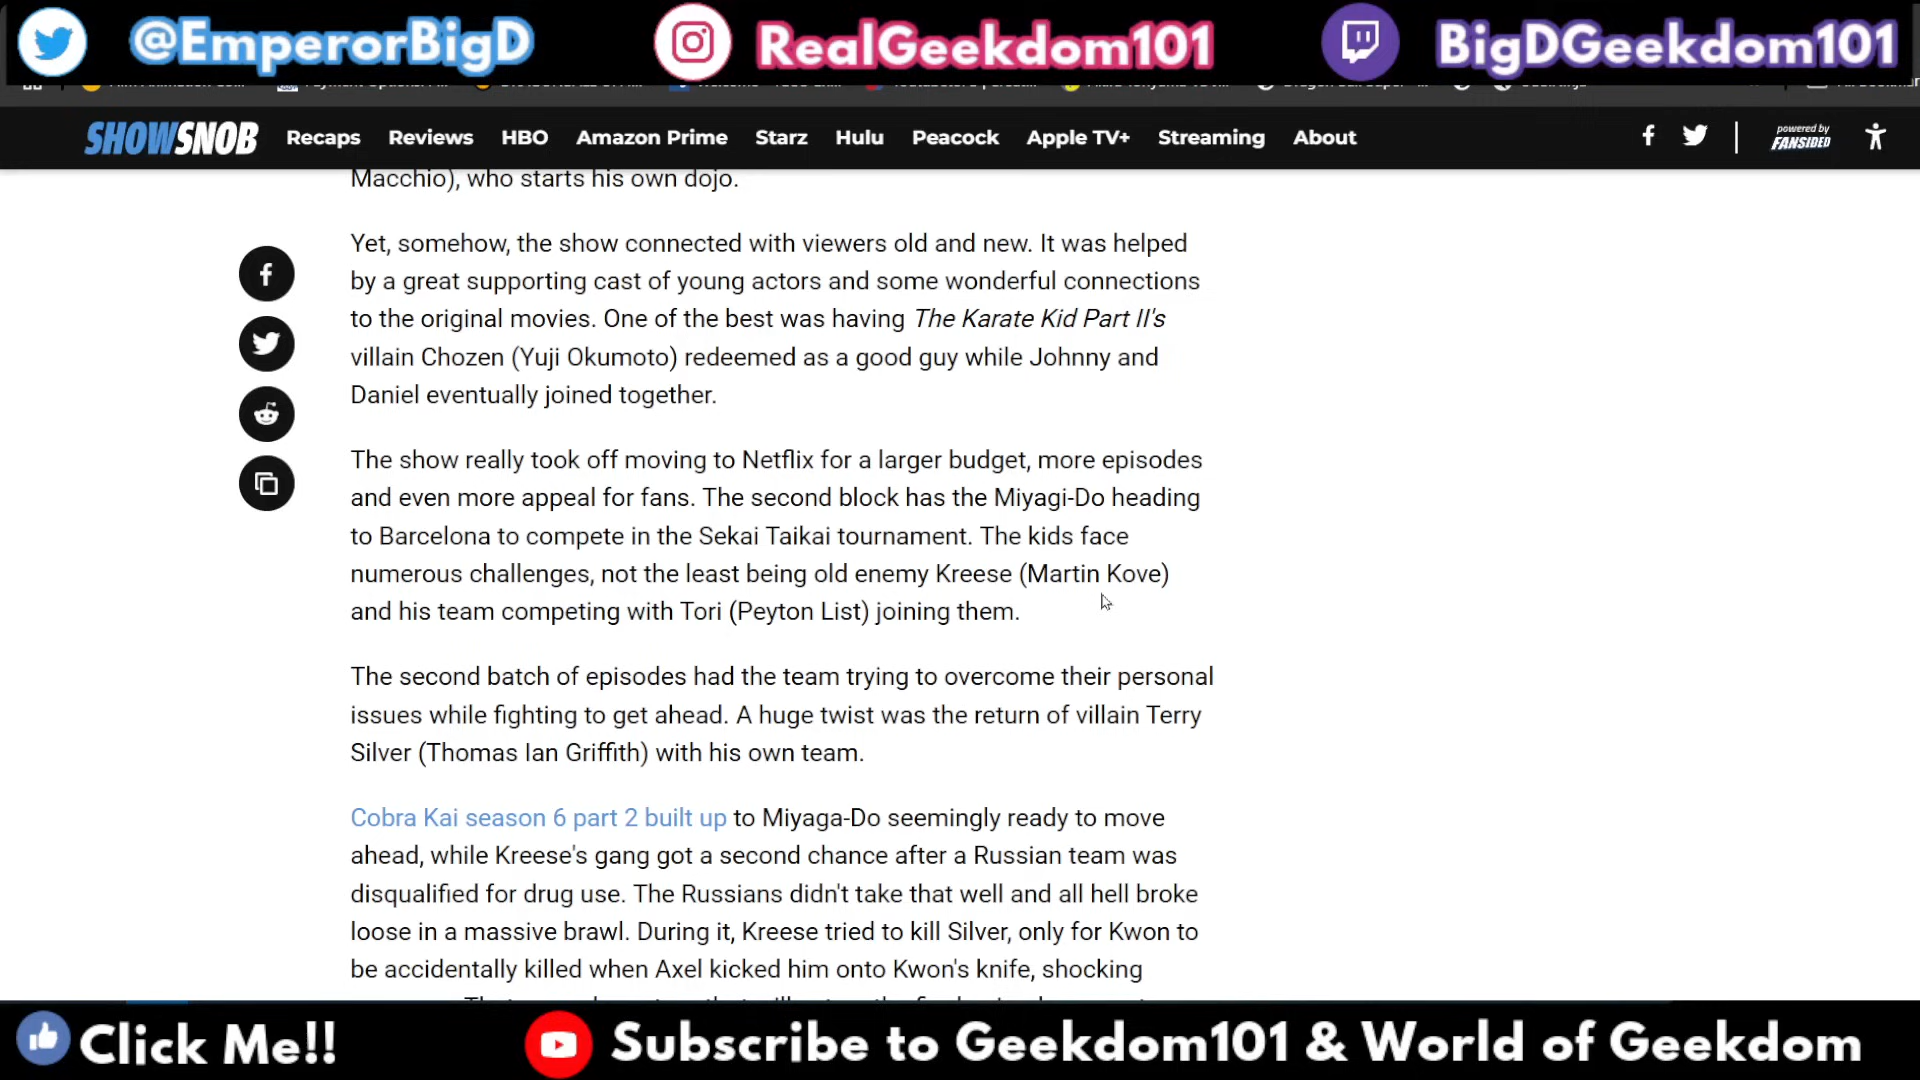 @EmperorBigD RealGeekdom101 BigDGeekdom101
SHOWSNOB Recaps Reviews HBO Amazon Prime Starz Hulu Peacock Apple TV+ Streaming About powered by FANSIDED
Macchio), who starts his own dojo.
Yet, somehow, the show connected with viewers old and new. It was helped
by a great supporting cast of young actors and some wonderful connections
to the original movies. One of the best was having The Karate Kid Part II's
villain Chozen (Yuji Okumoto) redeemed as a good guy while Johnny and
Daniel eventually joined together.
The show really took off moving to Netflix for a larger budget, more episodes
and even more appeal for fans. The second block has the Miyagi-Do heading
to Barcelona to compete in the Sekai Taikai tournament. The kids face
numerous challenges, not the least being old enemy Kreese (Martin Kove)
and his team competing with Tori (Peyton List) joining them.
The second batch of episodes had the team trying to overcome their personal
issues while fighting to get ahead. A huge twist was the return of villain Terry
Silver (Thomas Ian Griffith) with his own team.
Cobra Kai season 6 part 2 built up to Miyaga-Do seemingly ready to move
ahead, while Kreese's gang got a second chance after a Russian team was
disqualified for drug use. The Russians didn't take that well and all hell broke
loose in a massive brawl. During it, Kreese tried to kill Silver, only for Kwon to
be accidentally killed when Axel kicked him onto Kwon's knife, shocking
Click Me!! Subscribe to Geekdom101 & World of Geekdom